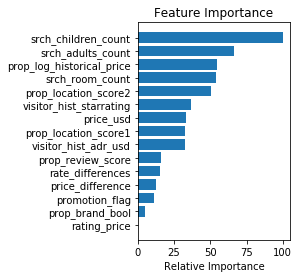 Feature Importance
srch_children_count
srch_adults_count
prop_log_historical_price
srch_room_count
prop_location_score2
visitor_hist_starrating
price_usd
prop_location_score1
visitor_hist_adr_usd
prop_review_score
rate_differences
price_difference
promotion_flag
prop_brand_bool
rating_price
0 25 50 75 100
Relative Importance